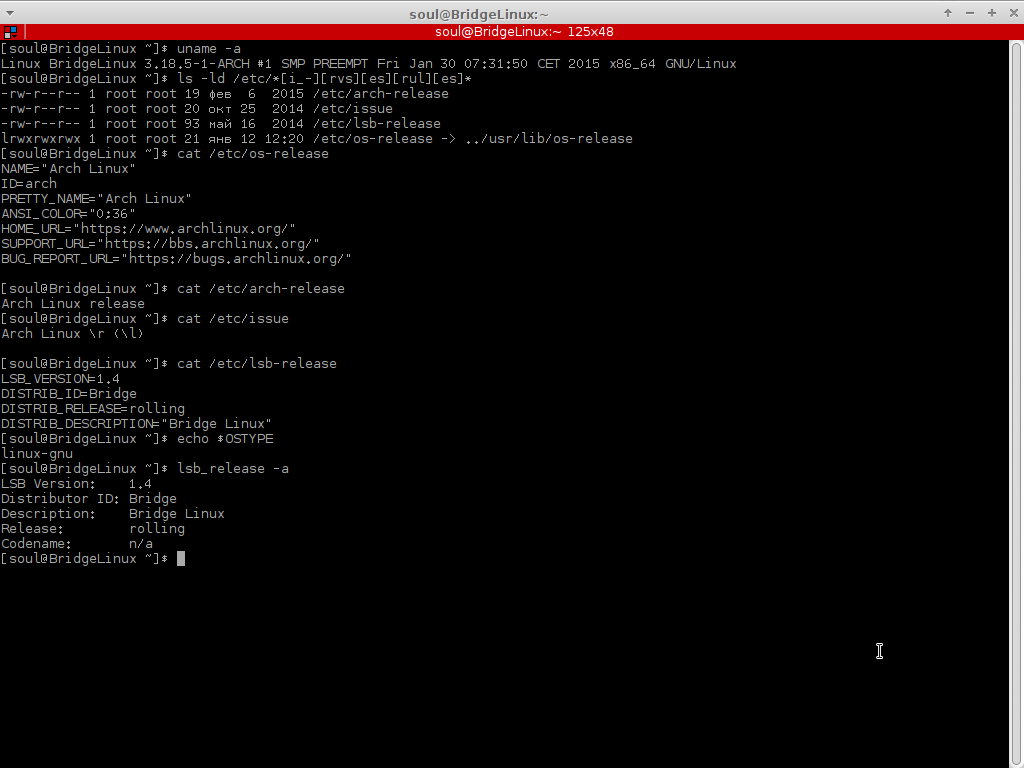 soul@BridgeLinux:~
soul@BridgeLinux:~ 125x48
[soul@BridgeLinux ~]$ uname -a
Linux BridgeLinux 3.18.5-1-ARCH #1 SMP PREEMPT Fri Jan 30 07:31:50 CET 2015 x86_64 GNU/Linux
[soul@BridgeLinux ~]$ ls -ld /etc/*[i_-][rvs][es][rul][es]*
-rw-r--r-- 1 root root 19 фев  6  2015 /etc/arch-release
-rw-r--r-- 1 root root 20 окт 25  2014 /etc/issue
-rw-r--r-- 1 root root 93 май 16  2014 /etc/lsb-release
lrwxrwxrwx 1 root root 21 янв 12 12:20 /etc/os-release -> ../usr/lib/os-release
[soul@BridgeLinux ~]$ cat /etc/os-release
NAME="Arch Linux"
ID=arch
PRETTY_NAME="Arch Linux"
ANSI_COLOR="0;36"
HOME_URL="https://www.archlinux.org/"
SUPPORT_URL="https://bbs.archlinux.org/"
BUG_REPORT_URL="https://bugs.archlinux.org/"

[soul@BridgeLinux ~]$ cat /etc/arch-release
Arch Linux release
[soul@BridgeLinux ~]$ cat /etc/issue
Arch Linux \r (\l)

[soul@BridgeLinux ~]$ cat /etc/lsb-release
LSB_VERSION=1.4
DISTRIB_ID=Bridge
DISTRIB_RELEASE=rolling
DISTRIB_DESCRIPTION="Bridge Linux"
[soul@BridgeLinux ~]$ echo $OSTYPE
linux-gnu
[soul@BridgeLinux ~]$ lsb_release -a
LSB Version:    1.4
Distributor ID: Bridge
Description:    Bridge Linux
Release:        rolling
Codename:       n/a
[soul@BridgeLinux ~]$